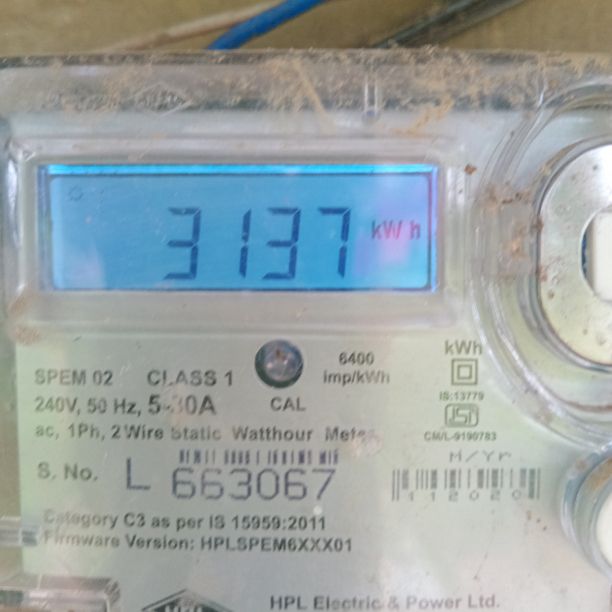 3137 kWh
6400
imp/kWh
kWh
SPEM 02 CLASS 1
240V, 50 Hz, 5-30A
CAL
IS:13779
ISI
CM/L-9190783
ac, 1Ph, 2 Wire Static Watthour Meter
M/Yr
S. No. L 663067
112020
Category C3 as per IS 15959:2011
Firmware Version: HPLSPEM6XXX01
HPL Electric & Power Ltd.